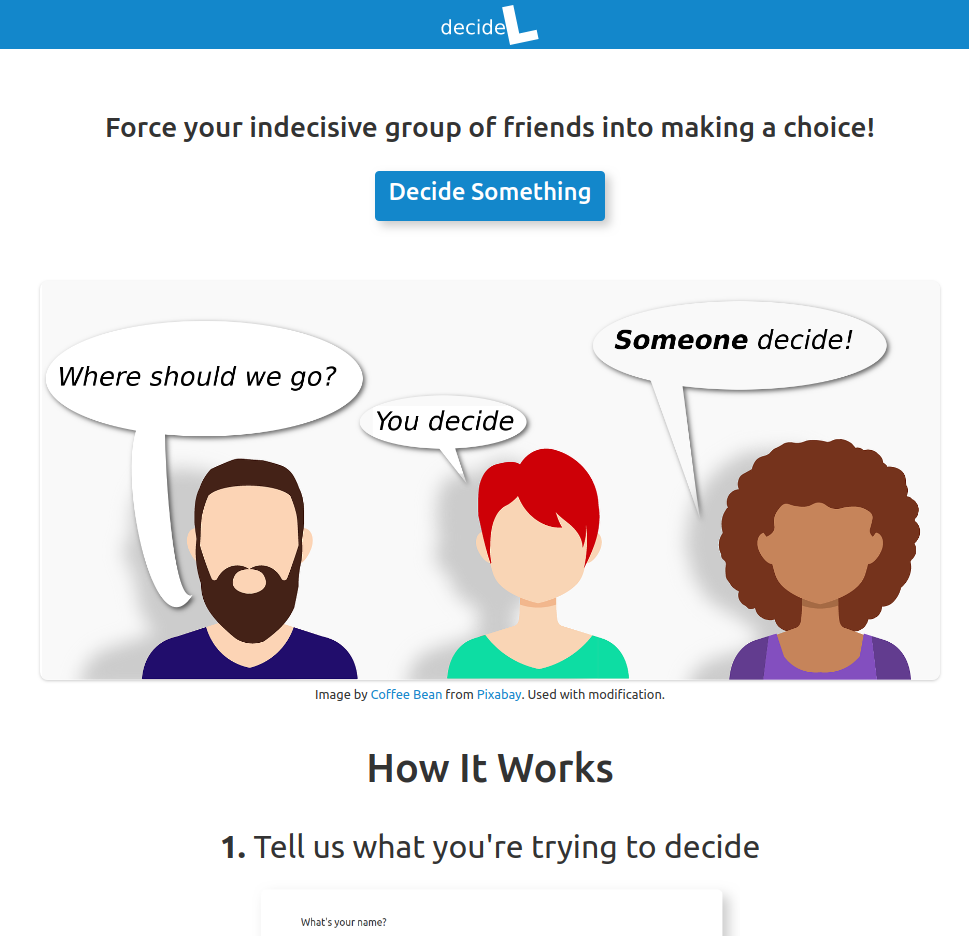 decideL
Force your indecisive group of friends into making a choice!
Decide Something
Where should we go?
You decide
Someone decide!
Image by Coffee Bean from Pixabay. Used with modification.
How It Works
1. Tell us what you're trying to decide
What's your name?